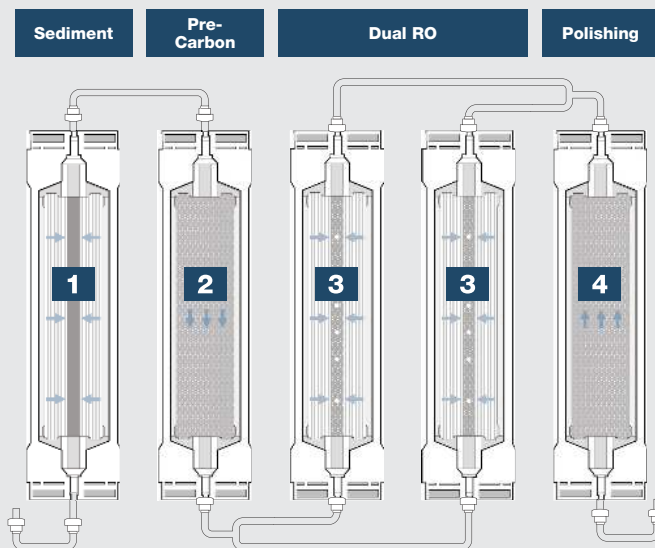 Sediment
Pre-
Carbon
Dual RO
Polishing
1
2
3
3
4